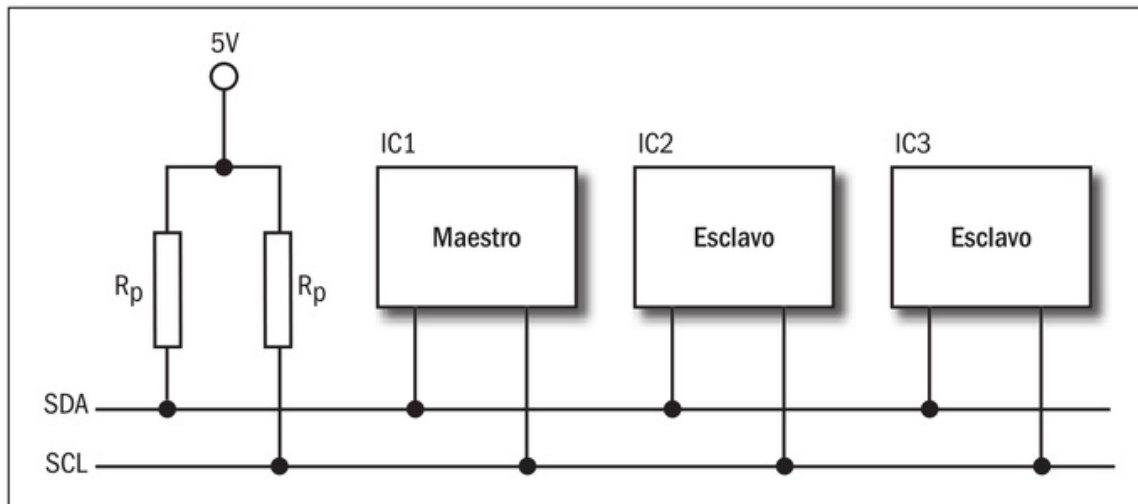 5V
IC1
IC2
IC3
Maestro
Esclavo
Esclavo
Rp
Rp
SDA
SCL